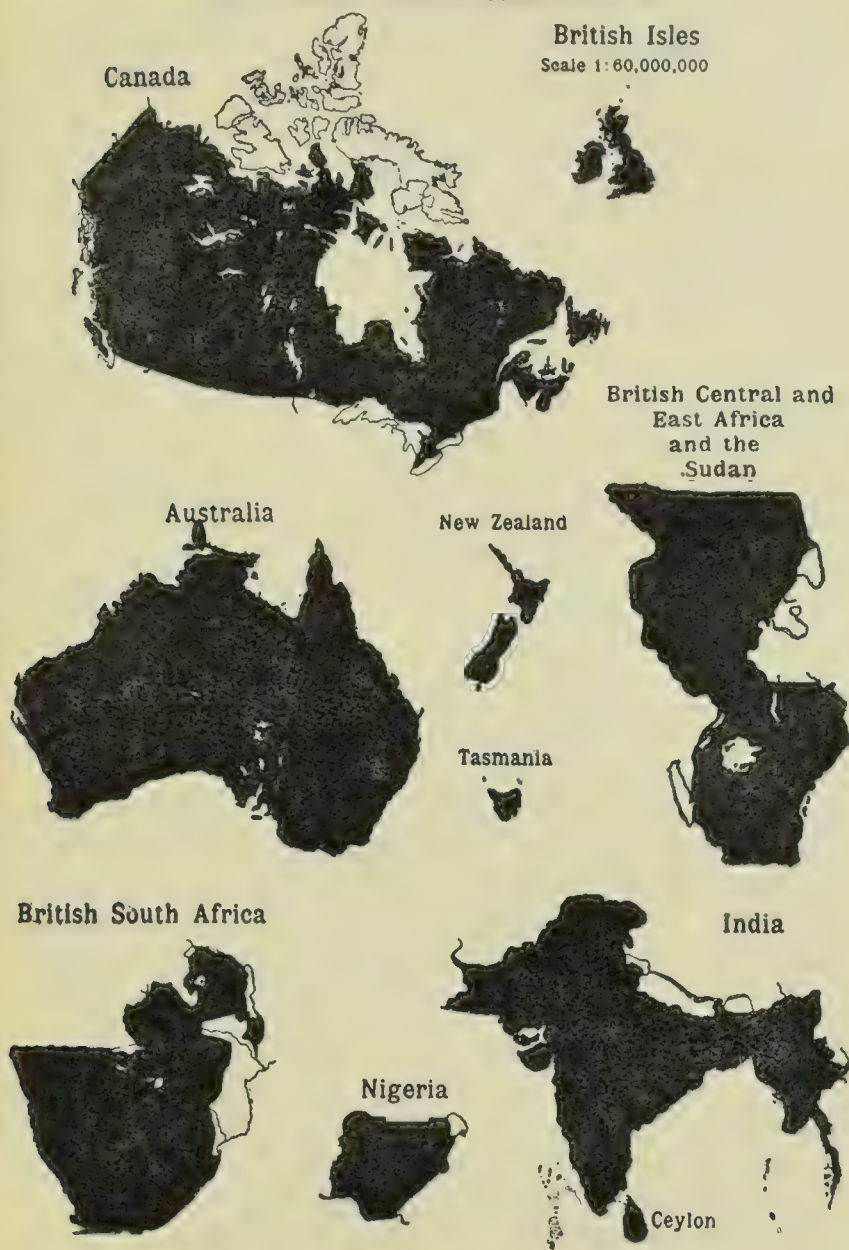 British Isles
Scale 1:60,000,000
Canada
British Central and
East Africa
and the
Sudan
Australia
New Zealand
Tasmania
British South Africa
India
Nigeria
Ceylon